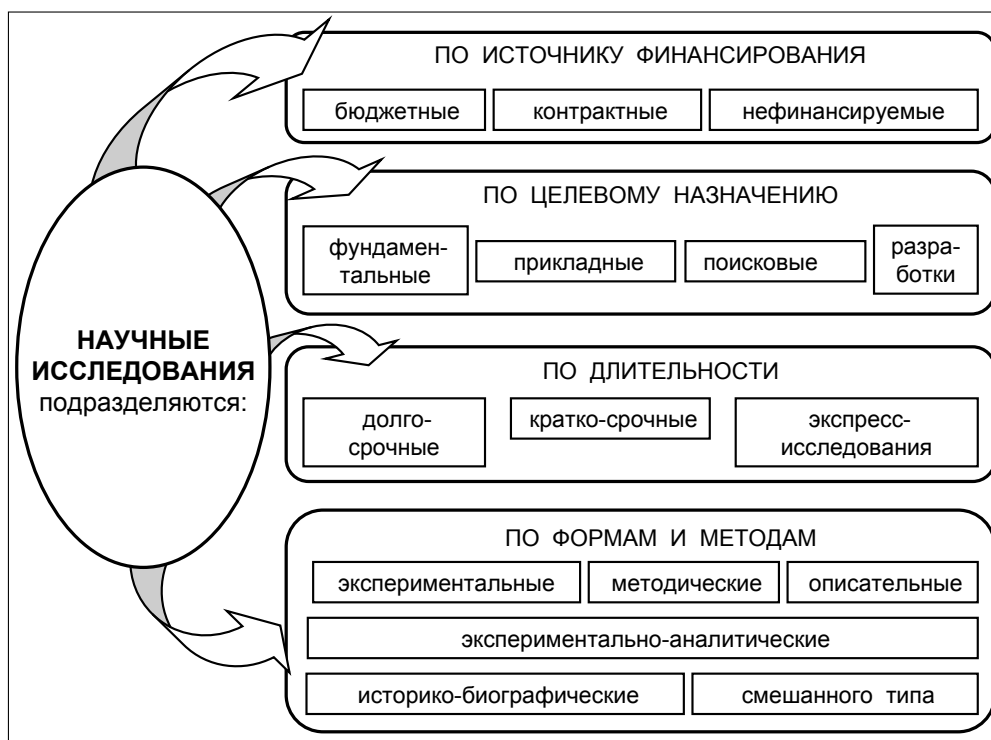 ПО ИСТОЧНИКУ ФИНАНСИРОВАНИЯ
бюджетные
контрактные
нефинансируемые
ПО ЦЕЛЕВОМУ НАЗНАЧЕНИЮ
фундамен-
тальные
прикладные
поисковые
разра-
ботки
НАУЧНЫЕ
ИССЛЕДОВАНИЯ
подразделяются:
ПО ДЛИТЕЛЬНОСТИ
долго-
срочные
кратко-срочные
экспресс-
исследования
ПО ФОРМАМ И МЕТОДАМ
экспериментальные
методические
описательные
экспериментально-аналитические
историко-биографические
смешанного типа